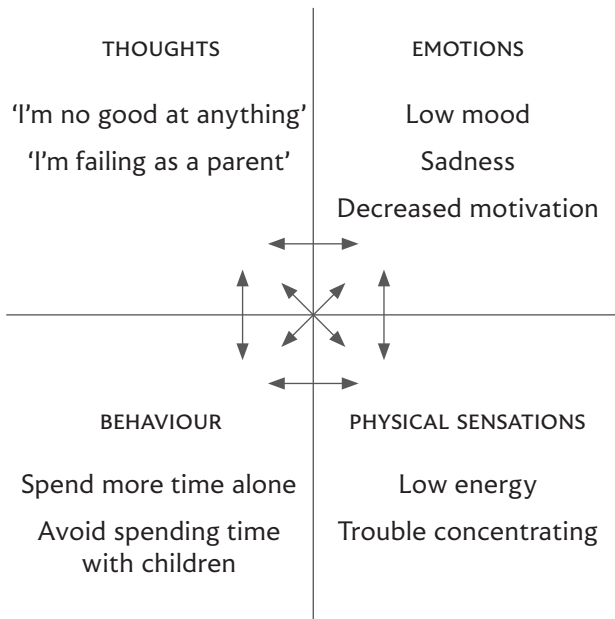 THOUGHTS
'I'm no good at anything'
'I'm failing as a parent'
EMOTIONS
Low mood
Sadness
Decreased motivation
BEHAVIOUR
Spend more time alone
Avoid spending time
with children
PHYSICAL SENSATIONS
Low energy
Trouble concentrating